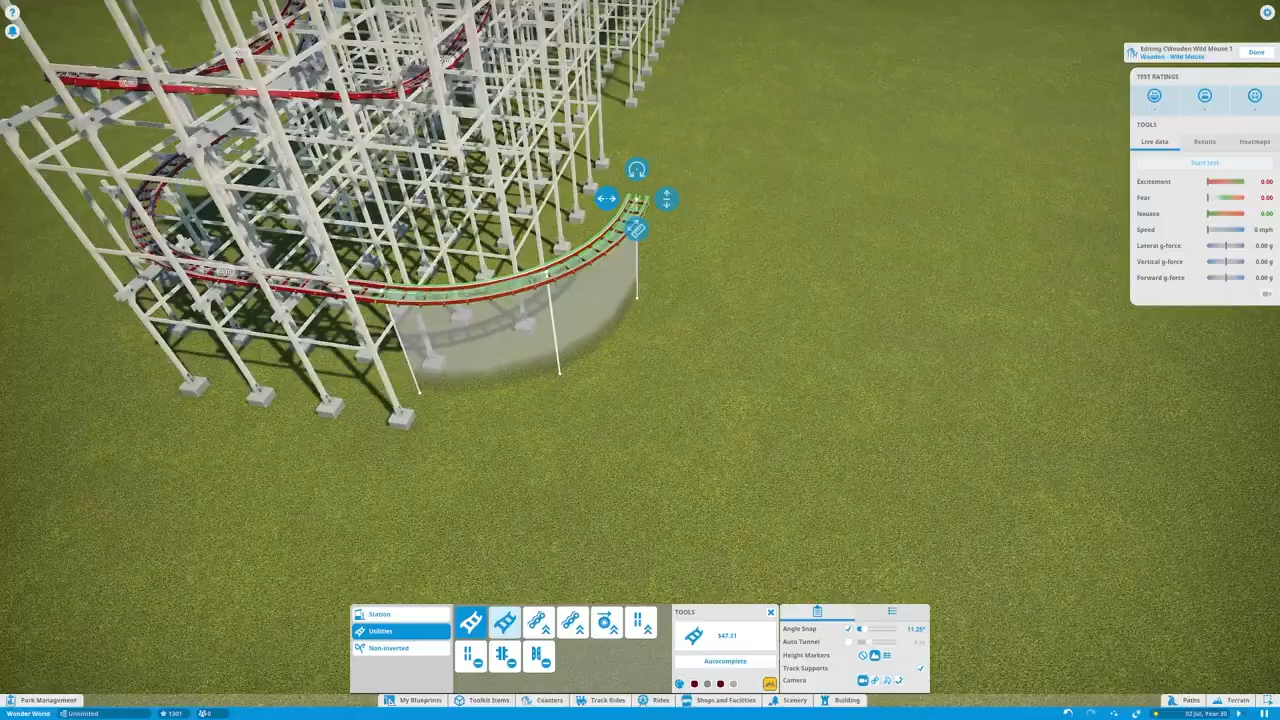 ?
Editing CWooden Wild Mouse 1
Wooden - Wild Mouse
Done
TEST RATINGS
-
-
-
TOOLS
Live data
Results
Heatmaps
Start test
Excitement
0.00
Fear
0.00
Nausea
0.00
Speed
0 mph
Lateral g-force
0.00 g
Vertical g-force
0.00 g
Forward g-force
0.00 g
Station
Utilities
Non-inverted
TOOLS
$47.31
Autocomplete
Angle Snap
11.25°
Auto Tunnel
4 m
Height Markers
Track Supports
Camera
Park Management
My Blueprints
Toolkit Items
Coasters
Track Rides
Rides
Shops and Facilities
Scenery
Building
Paths
Terrain
Wonder World
Unlimited
1301
0
02 Jul, Year 30